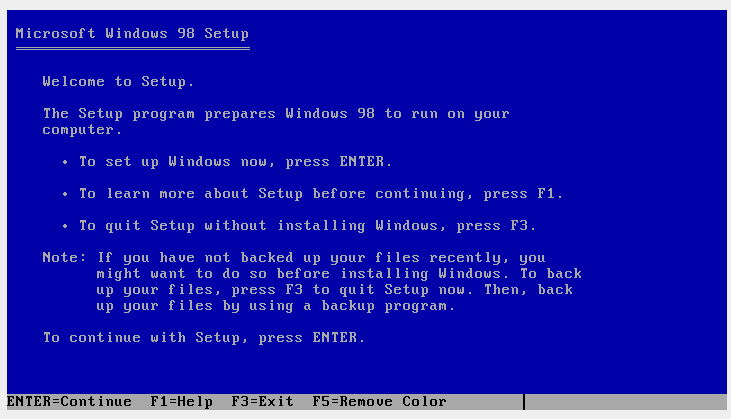 Microsoft Windows 98 Setup
Welcome to Setup.
The Setup program prepares Windows 98 to run on your
computer.
• To set up Windows now, press ENTER.
• To learn more about Setup before continuing, press F1.
• To quit Setup without installing Windows, press F3.
Note: If you have not backed up your files recently, you
might want to do so before installing Windows. To back
up your files, press F3 to quit Setup now. Then, back
up your files by using a backup program.
To continue with Setup, press ENTER.
ENTER=Continue F1=Help F3=Exit F5=Remove Color